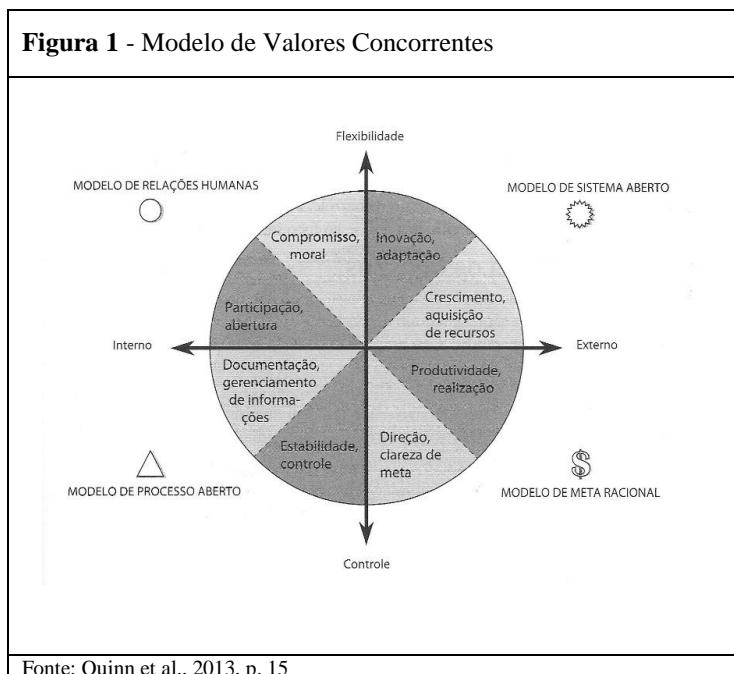 Figura 1 - Modelo de Valores Concorrentes
Flexibilidade
MODELO DE RELAÇÕES HUMANAS
MODELO DE SISTEMA ABERTO
Compromisso,
moral
Inovação,
adaptação
Participação,
abertura
Crescimento,
aquisição
de recursos
Interno
Externo
Documentação,
gerenciamento
de informa-
ções
Produtividade,
realização
Estabilidade,
controle
Direção,
clareza de
meta
$
MODELO DE PROCESSO ABERTO
MODELO DE META RACIONAL
Controle
Fonte: Quinn et al., 2013, p. 15